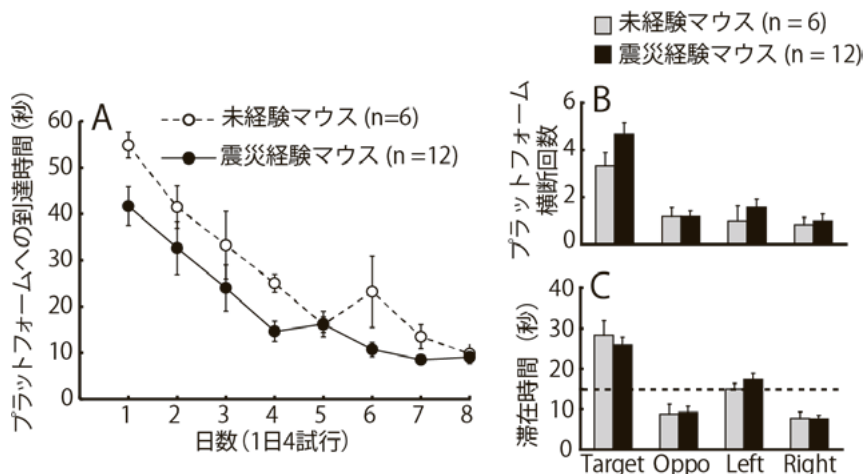 未経験マウス (n = 6)
震災経験マウス (n = 12)
A
未経験マウス (n=6)
震災経験マウス (n =12)
プラットフォームへの到達時間 (秒)
60
50
40
30
20
10
0
1 2 3 4 5 6 7 8
日数 (1日4試行)
B
プラットフォーム
横断回数
6
4
2
0
C
滞在時間 (秒)
40
30
20
10
0
Target Oppo Left Right